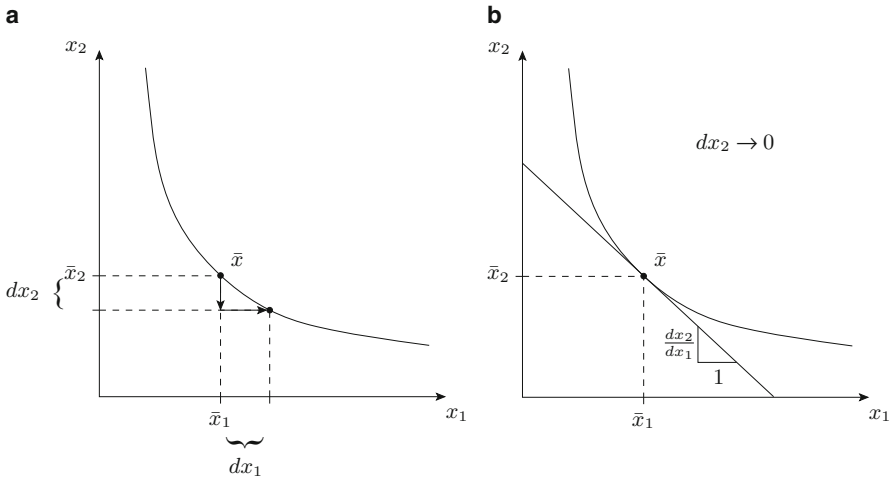 a
x₂
x̄
x̄₂
dx₂ {
x̄₁
x₁
dx₁
b
x₂
dx₂ → 0
x̄
x̄₂
dx₂
dx₁
1
x̄₁
x₁